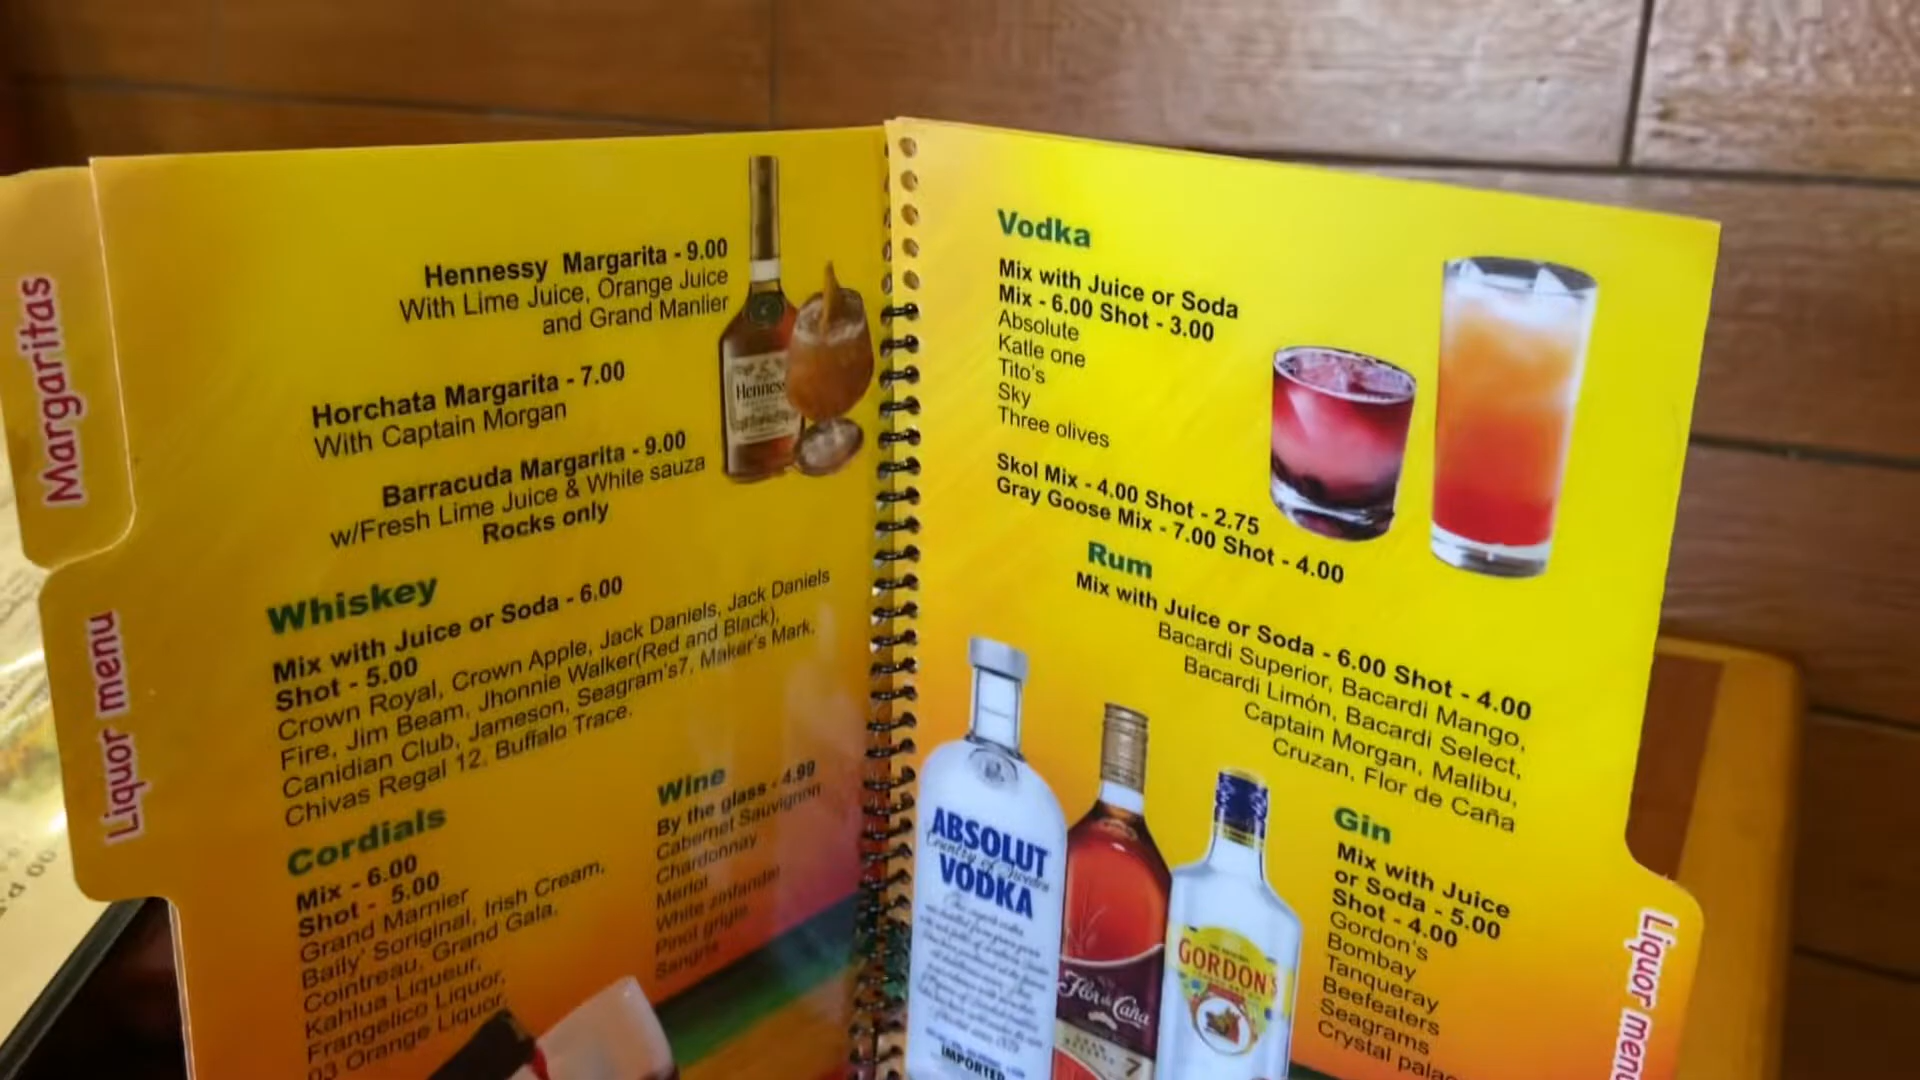 Margaritas
Liquor menu
Hennessy Margarita - 9.00
With Lime Juice, Orange Juice
and Grand Manlier
Horchata Margarita - 7.00
With Captain Morgan
Barracuda Margarita - 9.00
w/Fresh Lime Juice & White sauza
Rocks only
Whiskey
Mix with Juice or Soda - 6.00
Shot - 5.00
Crown Royal, Crown Apple, Jack Daniels, Jack Daniels
Fire, Jim Beam, Jhonnie Walker(Red and Black),
Canidian Club, Jameson, Seagram's7, Maker's Mark,
Chivas Regal 12, Buffalo Trace.
Cordials
Mix - 6.00
Shot - 5.00
Grand Marnier
Baily' Soriginal, Irish Cream,
Cointreau, Grand Gala,
Kahlua Liqueur,
Frangelico Liquor,
03 Orange Liquor,
Wine
By the glass - 4.99
Cabernet Sauvignon
Chardonnay
Merlot
White zinfandel
Pinot grigio
Sangria
Vodka
Mix with Juice or Soda
Mix - 6.00 Shot - 3.00
Absolute
Katle one
Tito's
Sky
Three olives
Skol Mix - 4.00 Shot - 2.75
Gray Goose Mix - 7.00 Shot - 4.00
Rum
Mix with Juice or Soda - 6.00 Shot - 4.00
Bacardi Superior, Bacardi Mango,
Bacardi Limón, Bacardi Select,
Captain Morgan, Malibu,
Cruzan, Flor de Caña
Gin
Mix with Juice
or Soda - 5.00
Shot - 4.00
Gordon's
Bombay
Tanqueray
Beefeaters
Seagrams
Crystal palac
Liquor menu
Hennes
ABSOLUT
Country of Sweden
VODKA
IMPORTED
Flor de Caña
7
GORDON'S